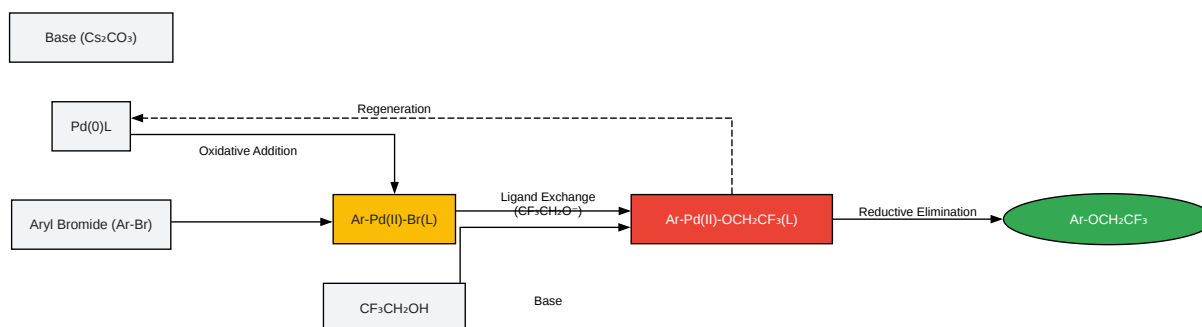 Base (Cs₂CO₃)
Regeneration
Pd(0)L
Oxidative Addition
Ligand Exchange
(CF₃CH₂O⁻)
Aryl Bromide (Ar-Br)
Ar-Pd(II)-Br(L)
Ar-Pd(II)-OCH₂CF₃(L)
Reductive Elimination
Ar-OCH₂CF₃
CF₃CH₂OH
Base